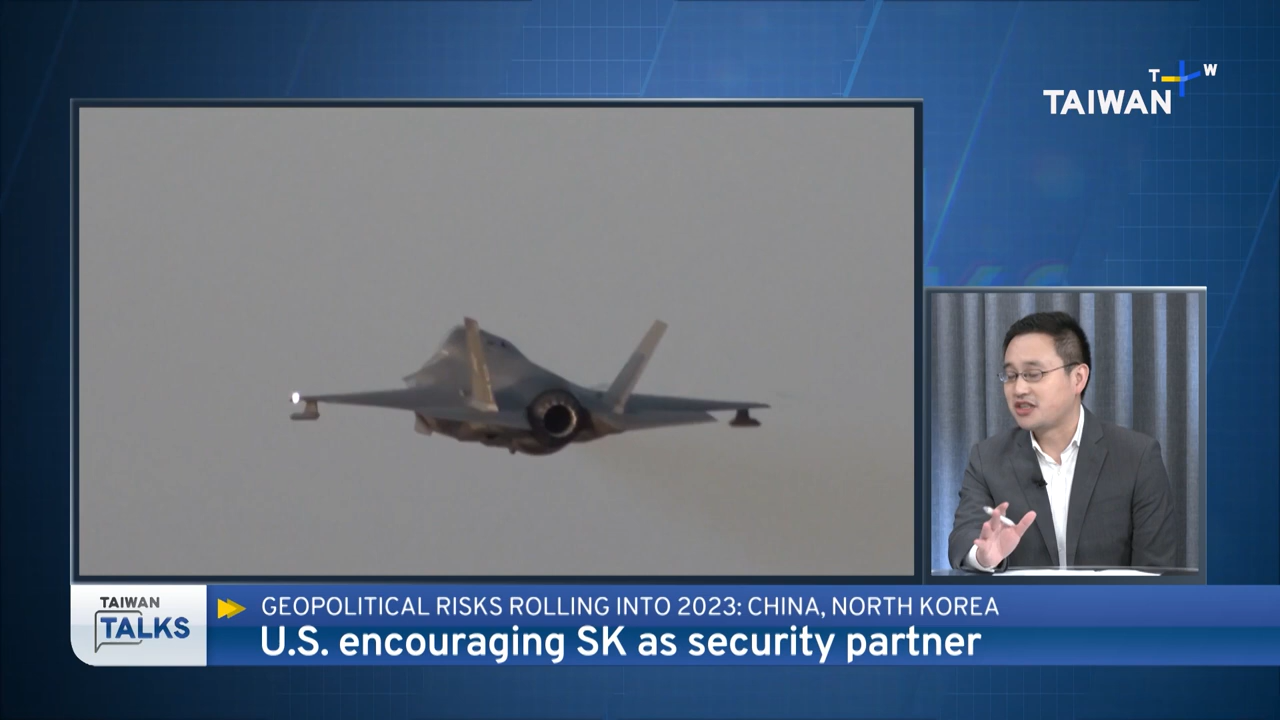 T W
TAIWAN
TAIWAN
TALKS
GEOPOLITICAL RISKS ROLLING INTO 2023: CHINA, NORTH KOREA
U.S. encouraging SK as security partner